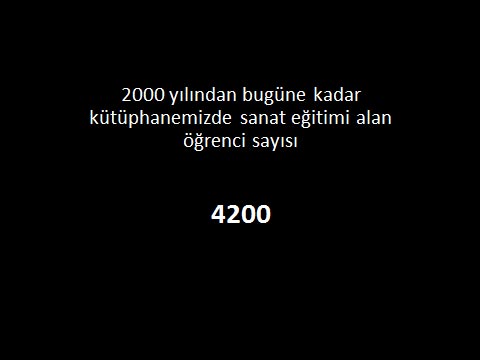 2000 yılından bugüne kadar
kütüphanemizde sanat eğitimi alan
öğrenci sayısı
4200